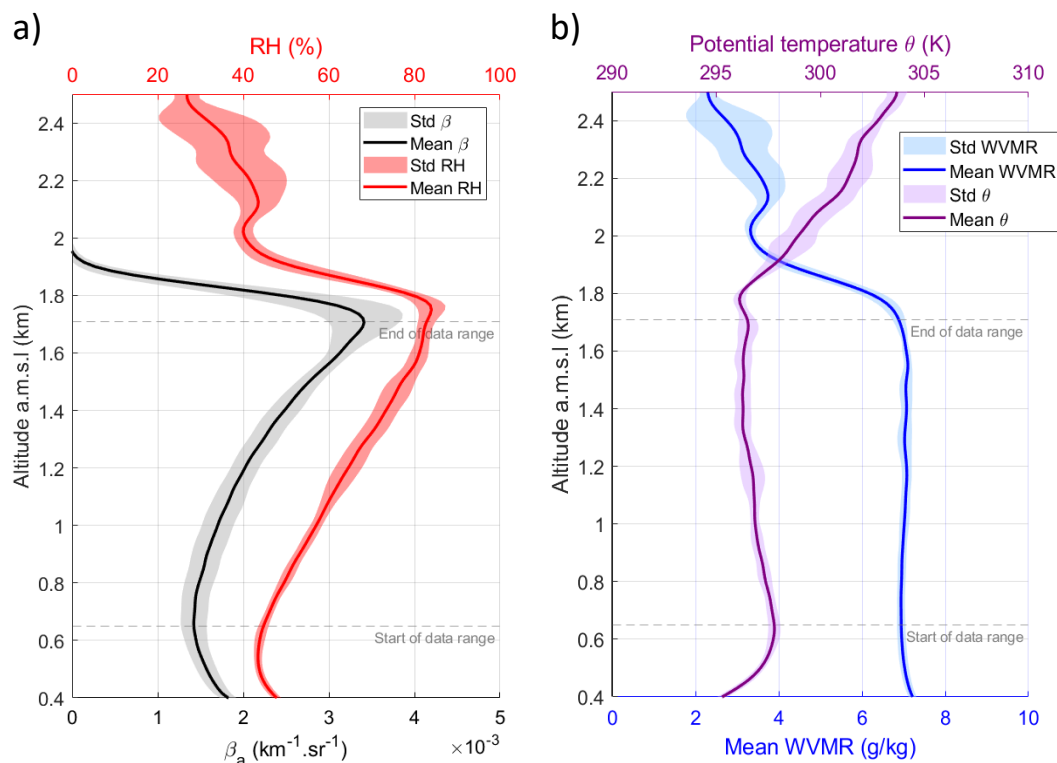 a)
RH (%)
0 20 40 60 80 100
Std β
Mean β
Std RH
Mean RH
2.4
2.2
2
1.8
1.6
1.4
1.2
1
0.8
0.6
0.4
Altitude a.m.s.l (km)
End of data range
Start of data range
0 1 2 3 4 5
βₐ (km⁻¹.sr⁻¹)
×10⁻³
b)
Potential temperature θ (K)
290 295 300 305 310
Std WVMR
Mean WVMR
Std θ
Mean θ
2.4
2.2
2
1.8
1.6
1.4
1.2
1
0.8
0.6
0.4
Altitude a.m.s.l (km)
End of data range
Start of data range
0 2 4 6 8 10
Mean WVMR (g/kg)